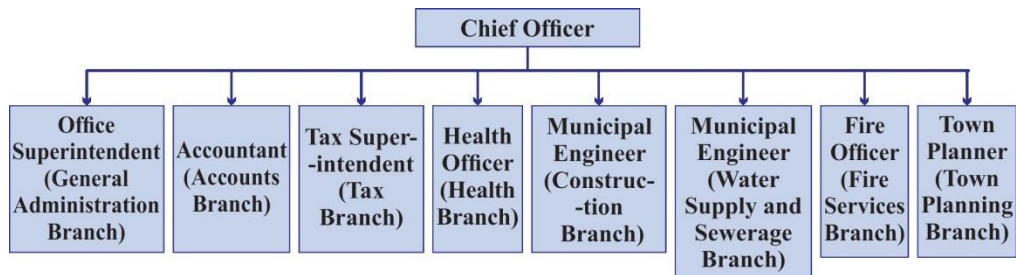 Chief Officer
Office
Superintendent
(General
Administration
Branch)
Accountant
(Accounts
Branch)
Tax Super-
-intendent
(Tax
Branch)
Health
Officer
(Health
Branch)
Municipal
Engineer
(Construc-
-tion
Branch)
Municipal
Engineer
(Water
Supply and
Sewerage
Branch)
Fire
Officer
(Fire
Services
Branch)
Town
Planner
(Town
Planning
Branch)